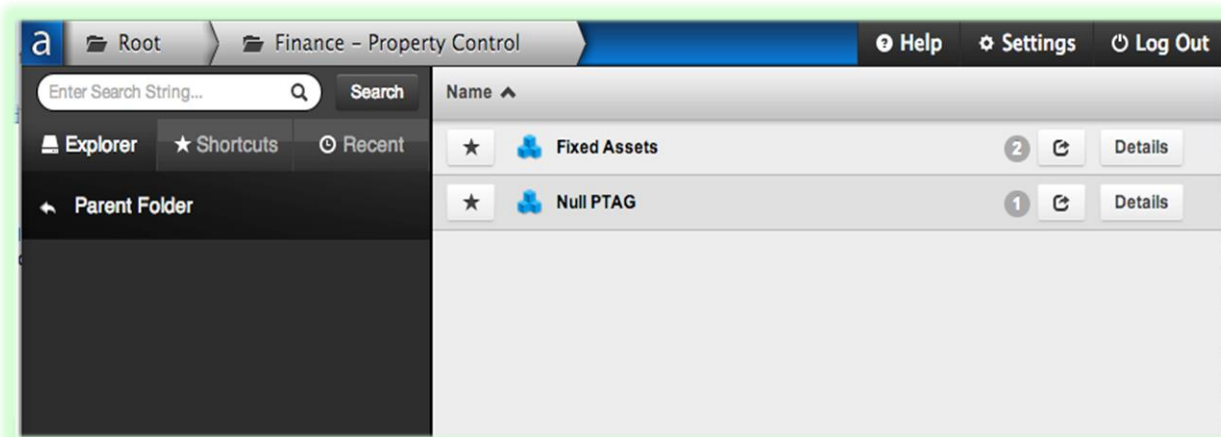 a Root Finance – Property Control Help Settings Log Out
Enter Search String... Search Name
Explorer Shortcuts Recent
Fixed Assets 2 Details
Parent Folder
Null PTAG 1 Details